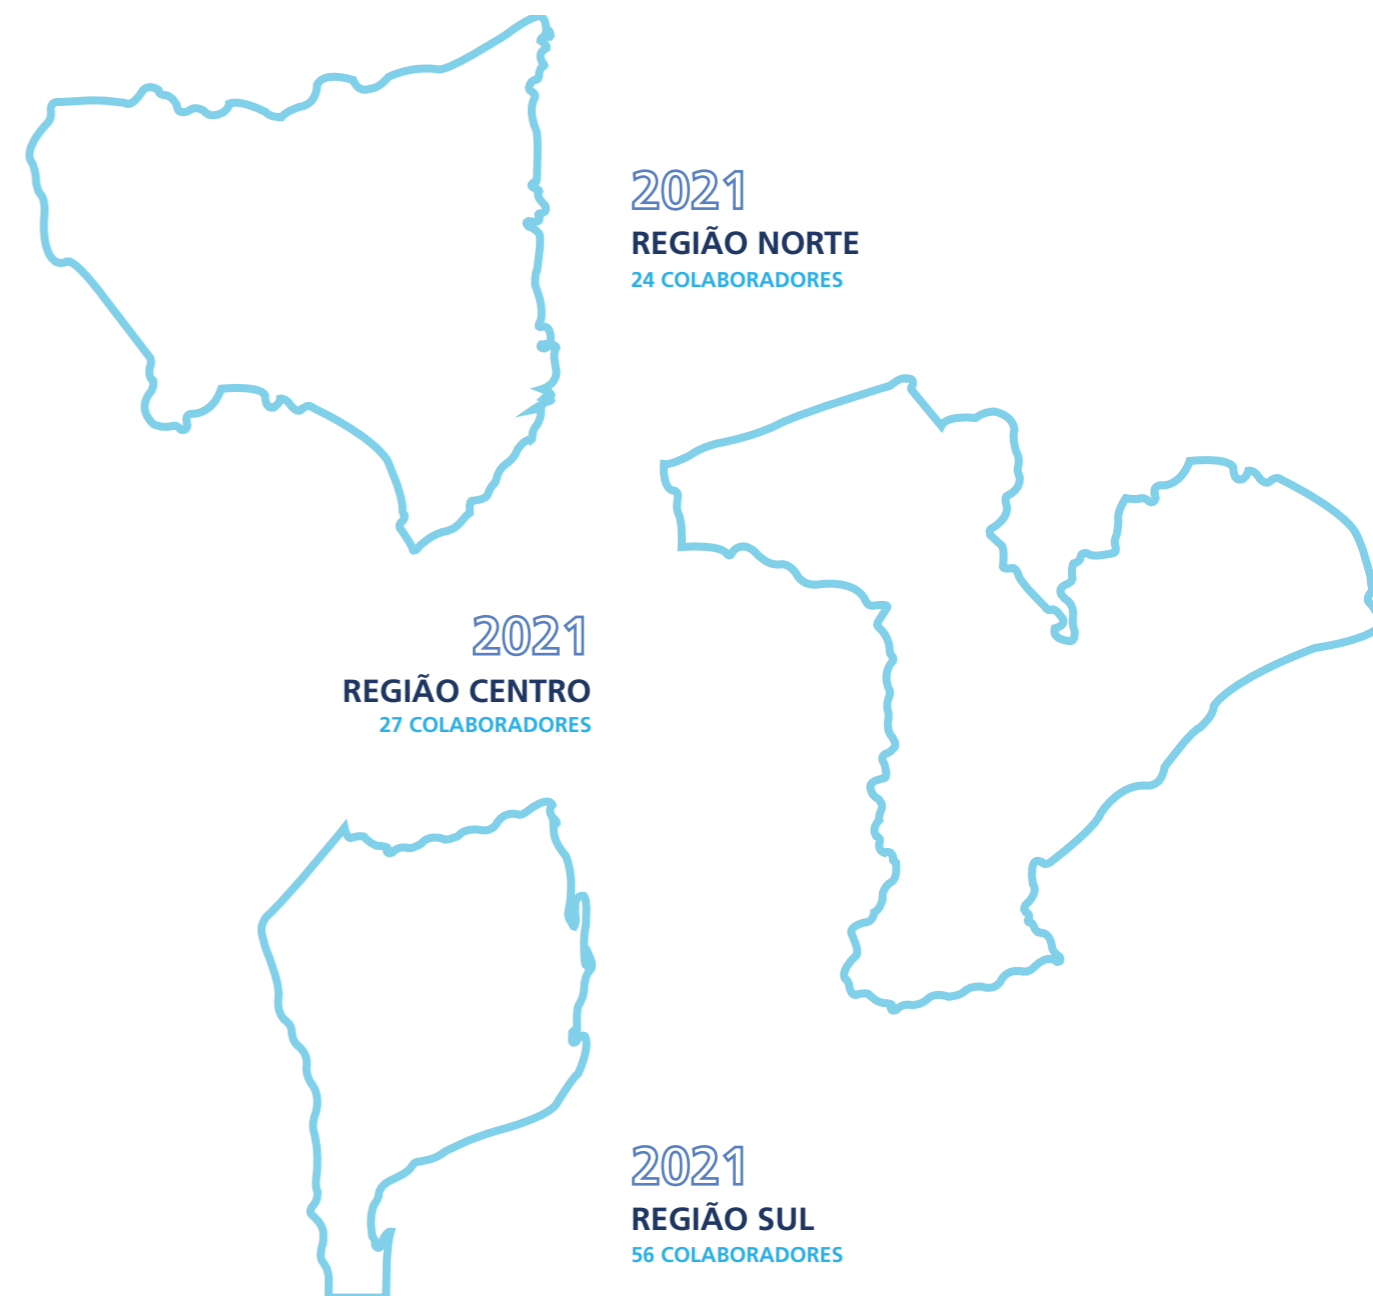 2021
REGIÃO NORTE
24 COLABORADORES
2021
REGIÃO CENTRO
27 COLABORADORES
2021
REGIÃO SUL
56 COLABORADORES